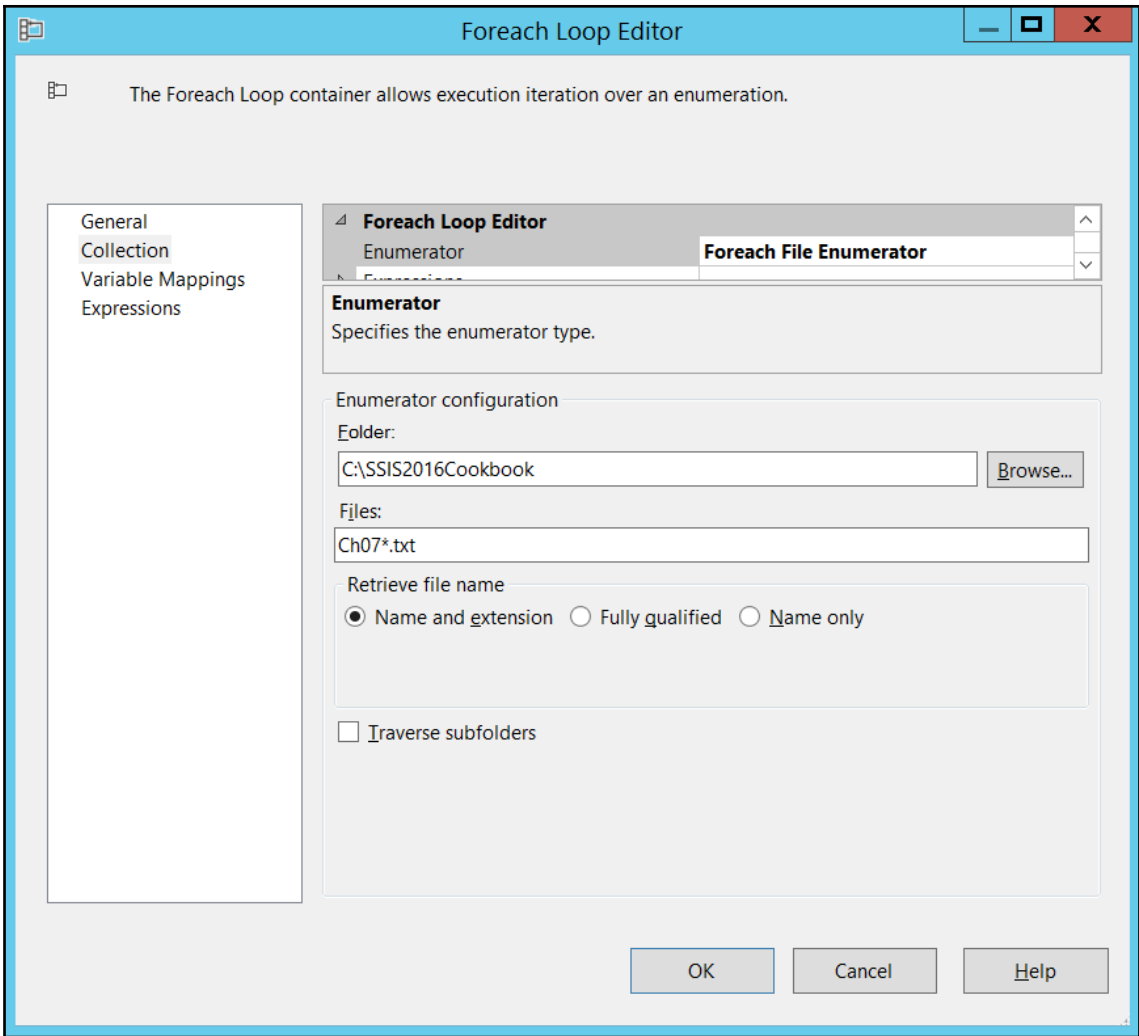 Foreach Loop Editor
The Foreach Loop container allows execution iteration over an enumeration.
General
Collection
Variable Mappings
Expressions
Foreach Loop Editor
Enumerator Foreach File Enumerator
Expressions
Enumerator
Specifies the enumerator type.
Enumerator configuration
Folder:
C:\SSIS2016Cookbook Browse...
Files:
Ch07*.txt
Retrieve file name
Name and extension Fully qualified Name only
Traverse subfolders
OK Cancel Help